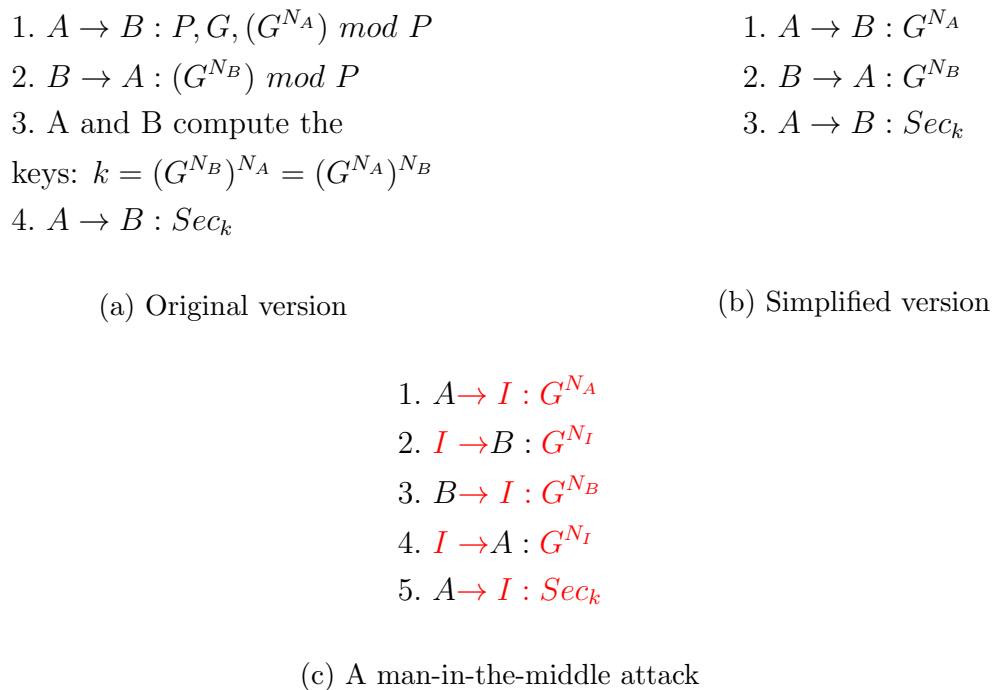 1. A → B : P, G, (G^{N_A}) mod P
2. B → A : (G^{N_B}) mod P
3. A and B compute the
keys: k = (G^{N_B})^{N_A} = (G^{N_A})^{N_B}
4. A → B : Sec_k
(a) Original version
1. A → B : G^{N_A}
2. B → A : G^{N_B}
3. A → B : Sec_k
(b) Simplified version
1. A → I : G^{N_A}
2. I → B : G^{N_I}
3. B → I : G^{N_B}
4. I → A : G^{N_I}
5. A → I : Sec_k
(c) A man-in-the-middle attack